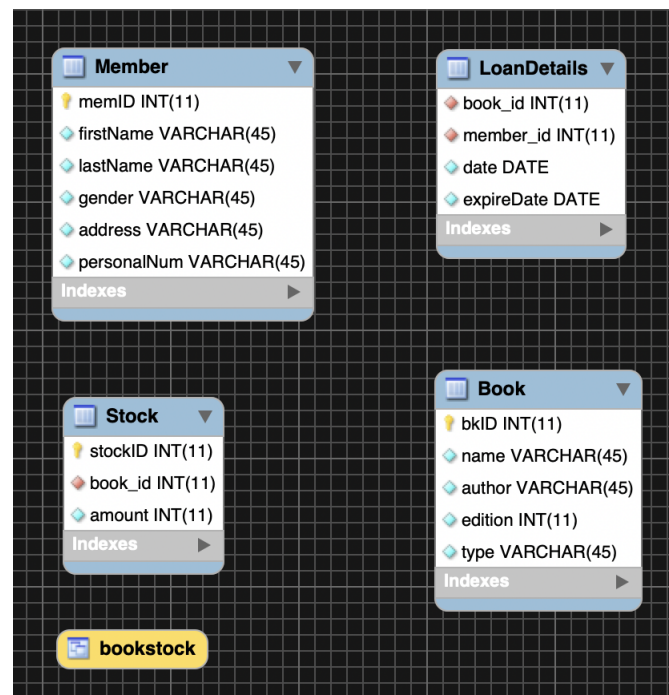 Member
memID INT(11)
firstName VARCHAR(45)
lastName VARCHAR(45)
gender VARCHAR(45)
address VARCHAR(45)
personalNum VARCHAR(45)
Indexes
LoanDetails
book_id INT(11)
member_id INT(11)
date DATE
expireDate DATE
Indexes
Stock
stockID INT(11)
book_id INT(11)
amount INT(11)
Indexes
Book
bkID INT(11)
name VARCHAR(45)
author VARCHAR(45)
edition INT(11)
type VARCHAR(45)
Indexes
bookstock